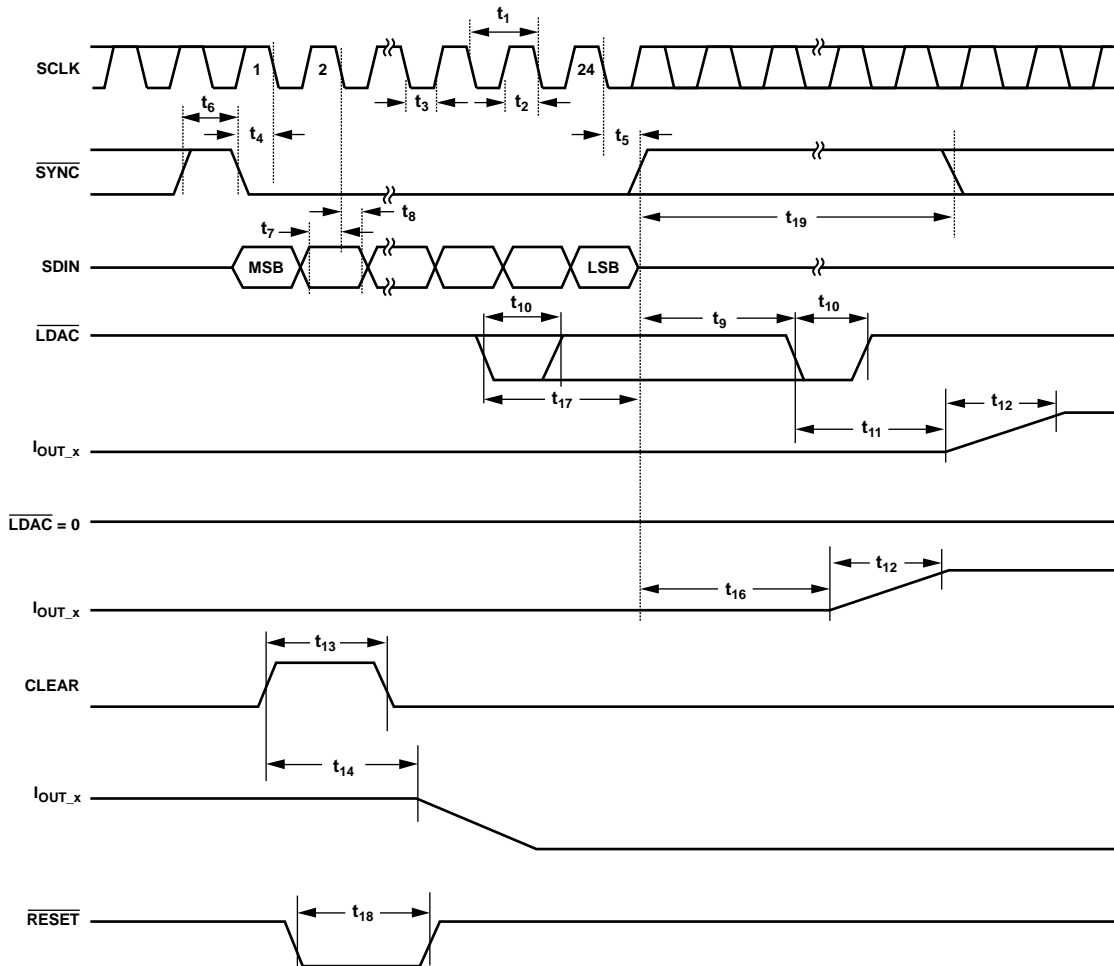 t1
SCLK
1
2
24
t6
t4
t3
t2
t5
SYNC
t19
t8
t7
SDIN
MSB
LSB
t10
t9
t10
LDAC
t17
t12
t11
IOUT_x
LDAC = 0
t12
t16
IOUT_x
t13
CLEAR
t14
IOUT_x
t18
RESET